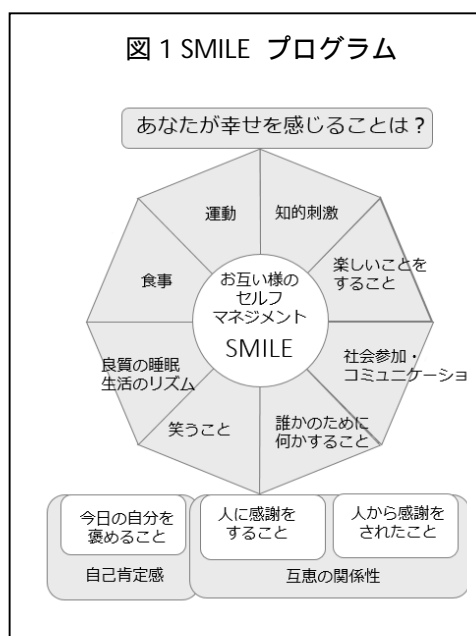 図 1 SMILE プログラム
あなたが幸せを感じることは？
運動
知的刺激
食事
楽しいことを
すること
お互い様の
セルフ
マネジメント
SMILE
良質の睡眠
生活のリズム
社会参加・
コミュニケーショ
笑うこと
誰かのために
何かすること
今日の自分を
褒めること
人に感謝を
すること
人から感謝を
されたこと
自己肯定感
互恵の関係性